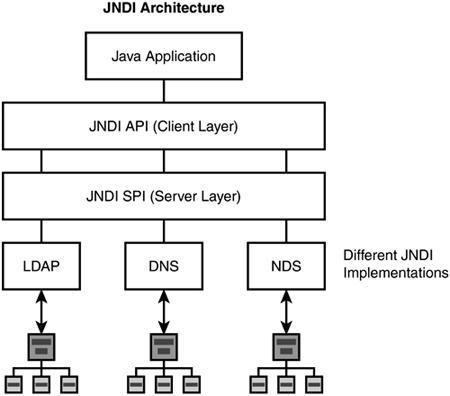 JNDI Architecture
Java Application
JNDI API (Client Layer)
JNDI SPI (Server Layer)
LDAP
DNS
NDS
Different JNDI
Implementations